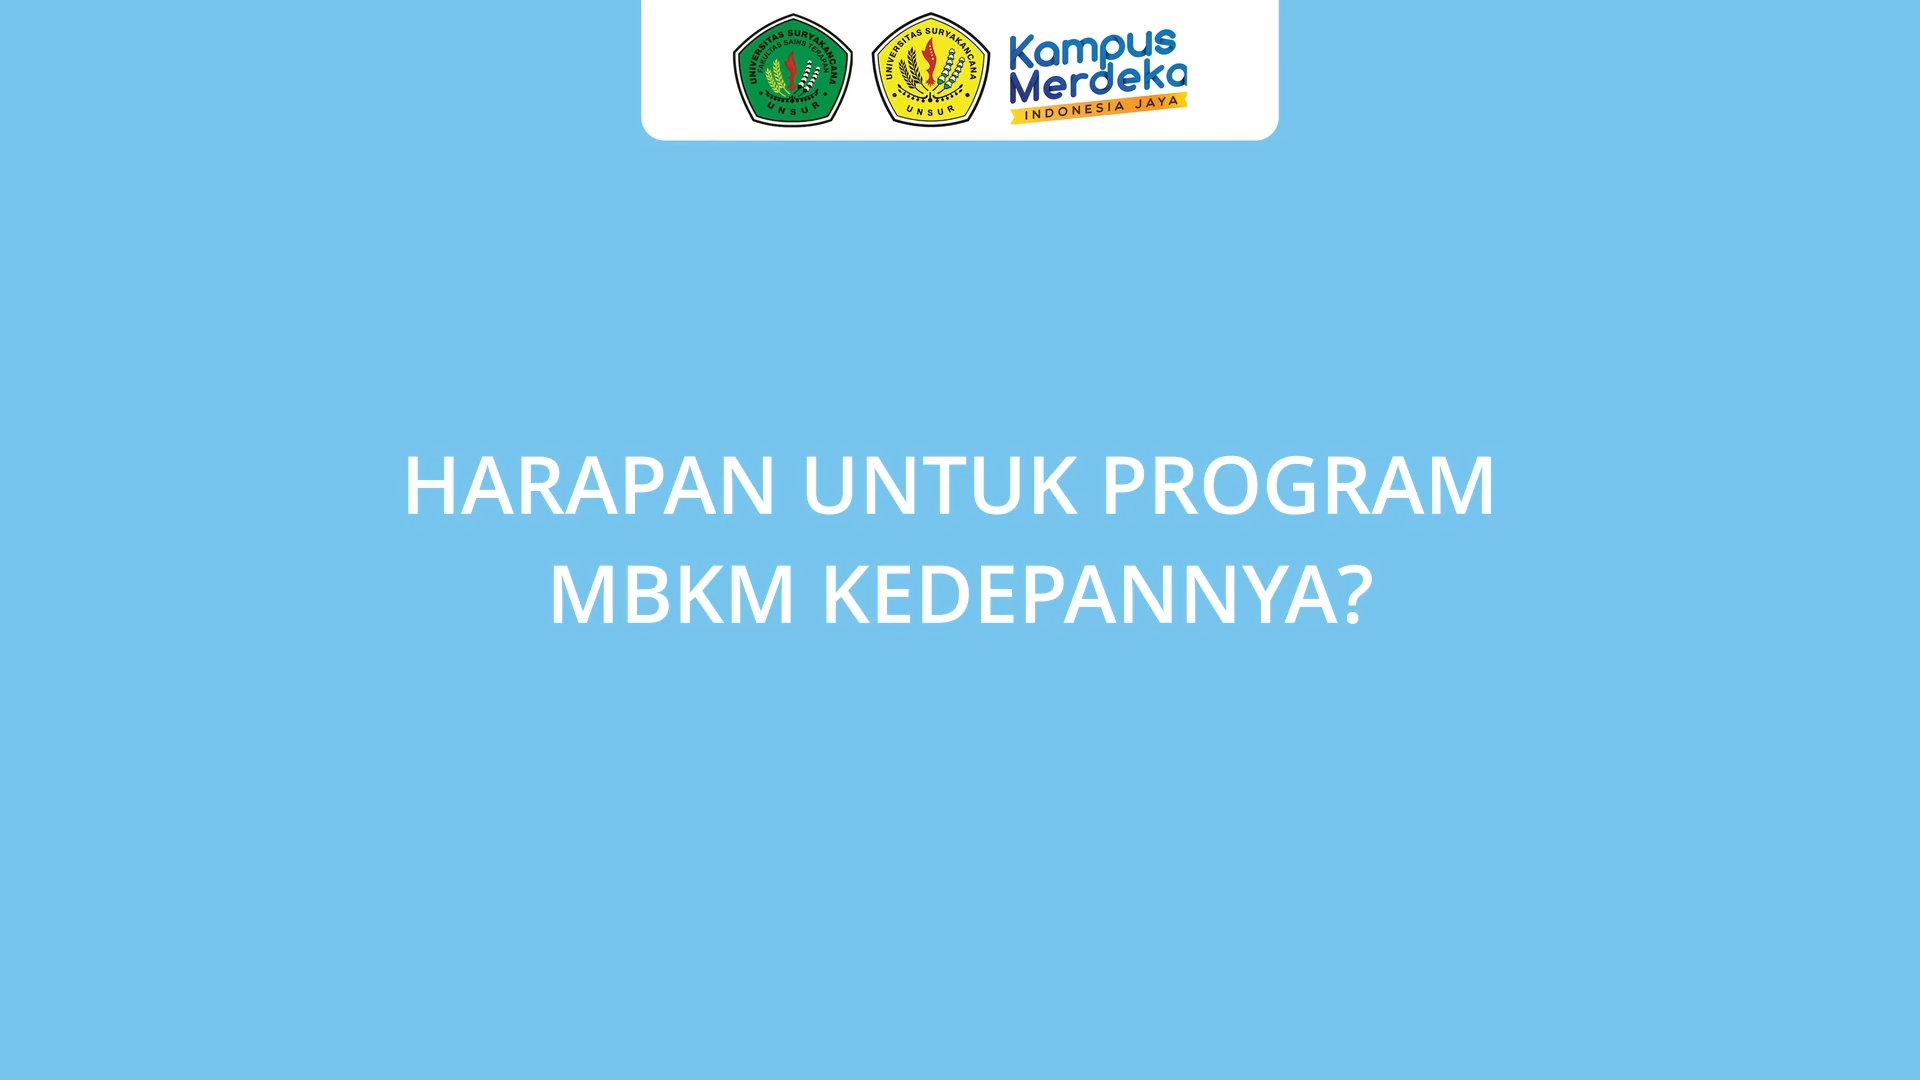 UNIVERSITAS SURYAKANCANA
FAKULTAS SAINS TERAPAN
UNSUR
UNIVERSITAS SURYAKANCANA
UNSUR
Kampus
Merdeka
INDONESIA JAYA
HARAPAN UNTUK PROGRAM
MBKM KEDEPANNYA?